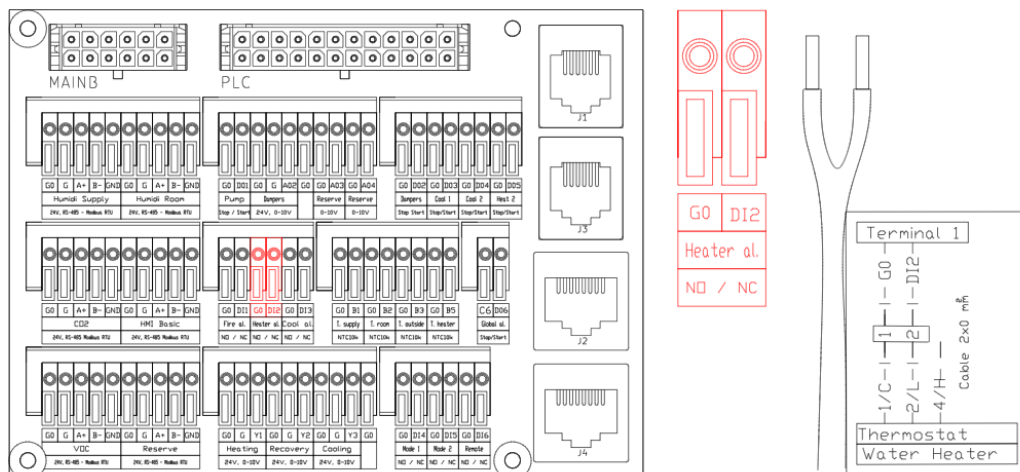 MAINB PLC
J1
G0 G A+ B- GND G0 G A+ B- GND G0 DO1 G0 G AO2 G0 G0 AO3 G0 AO4 G0 DO2 G0 DO3 G0 DO4 G0 DO5
Humidi Supply Humidi Room Pump Dampers Reserve Reserve Dampers Cool 1 Cool 2 Heat 2
24V, RS-485 - Modbus RTU 24V, RS-485 - Modbus RTU Stop / Start 24V, 0-10V 0-10V 0-10V Stop Start Stop/Start Stop/Start Stop/Start
J3
G0 G A+ B- GND G0 G A+ B- GND G0 DI1 G0 DI2 G0 DI3 G0 B1 G0 B2 G0 B3 G0 B5 C6 DO6
CO2 HMI Basic Fire al. Heater al. Cool al. T. supply T. room T. outside T. heater Global al.
24V, RS-485 Modbus RTU 24V, RS-485 Modbus RTU NO / NC NO / NC NO / NC NTC10k NTC10k NTC10k NTC10k Stop/Start
J2
G0 G A+ B- GND G0 G A+ B- GND G0 G Y1 G0 G Y2 G0 G Y3 G0 G0 DI4 G0 DI5 G0 DI6
VOC Reserve Heating Recovery Cooling Mode 1 Mode 2 Remote
24V, RS-485 - Modbus RTU 24V, RS-485 - Modbus RTU 24V, 0-10V 24V, 0-10V 24V, 0-10V NO / NC NO / NC NO / NC
J4
G0 DI2
Heater al.
NO / NC
Terminal 1
G0 DI2
1 2
1/C 2/L 4/H
Cable 2x0 mm²
Thermostat
Water Heater